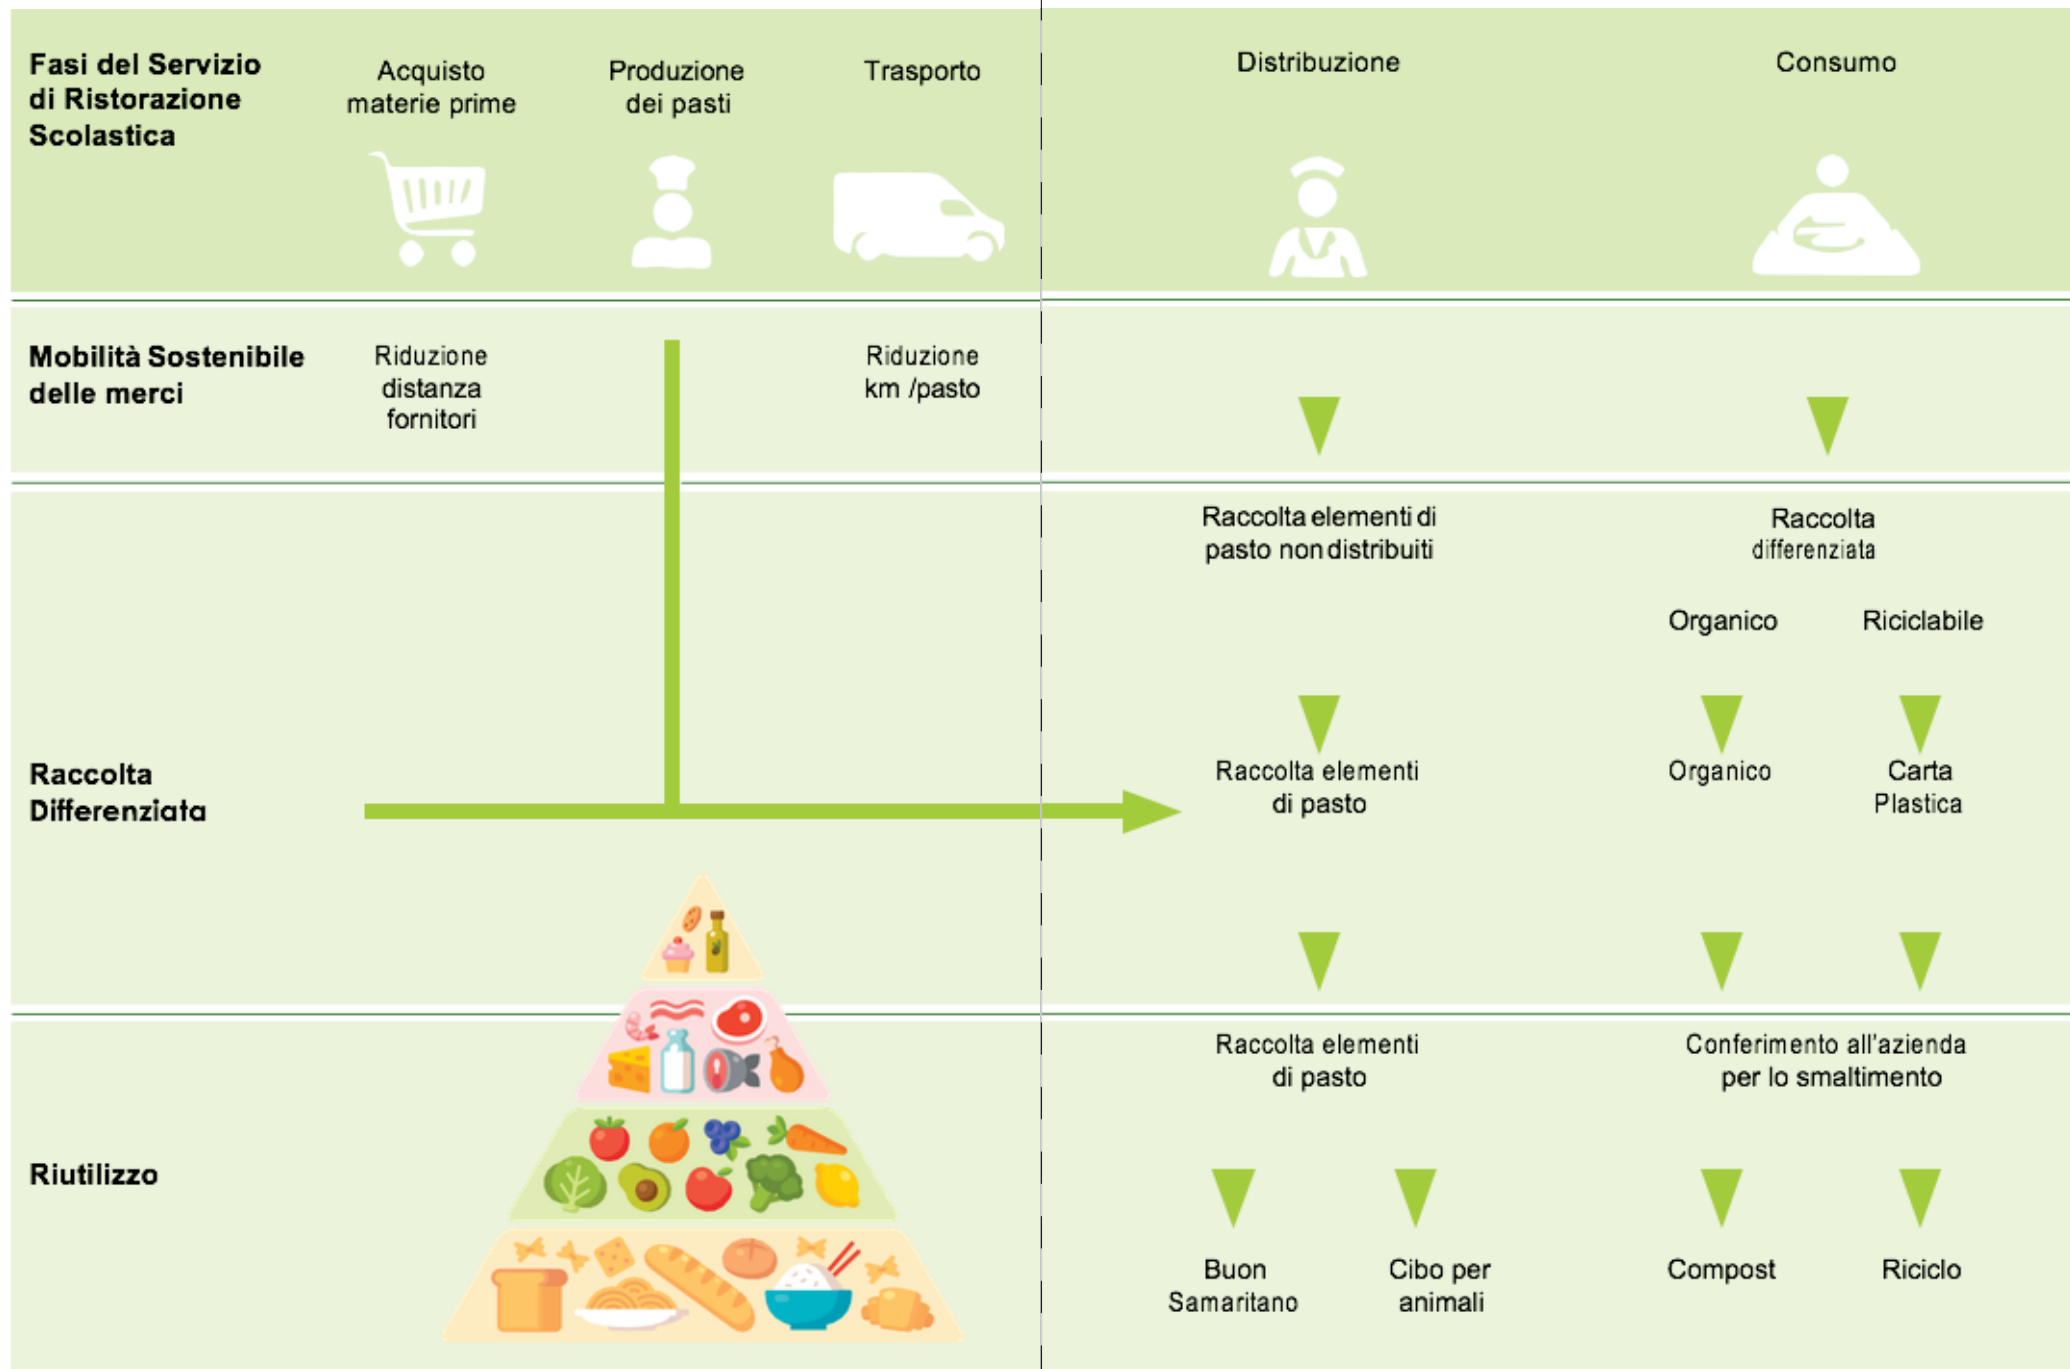 Fasi del Servizio
di Ristorazione
Scolastica
Acquisto
materie prime
Produzione
dei pasti
Trasporto
Distribuzione
Consumo
Mobilità Sostenibile
delle merci
Riduzione
distanza
fornitori
Riduzione
km /pasto
Raccolta elementi di
pasto non distribuiti
Raccolta
differenziata
Organico
Riciclabile
Raccolta
Differenziata
Raccolta elementi
di pasto
Organico
Carta
Plastica
Raccolta elementi
di pasto
Conferimento all'azienda
per lo smaltimento
Riutilizzo
Buon
Samaritano
Cibo per
animali
Compost
Riciclo